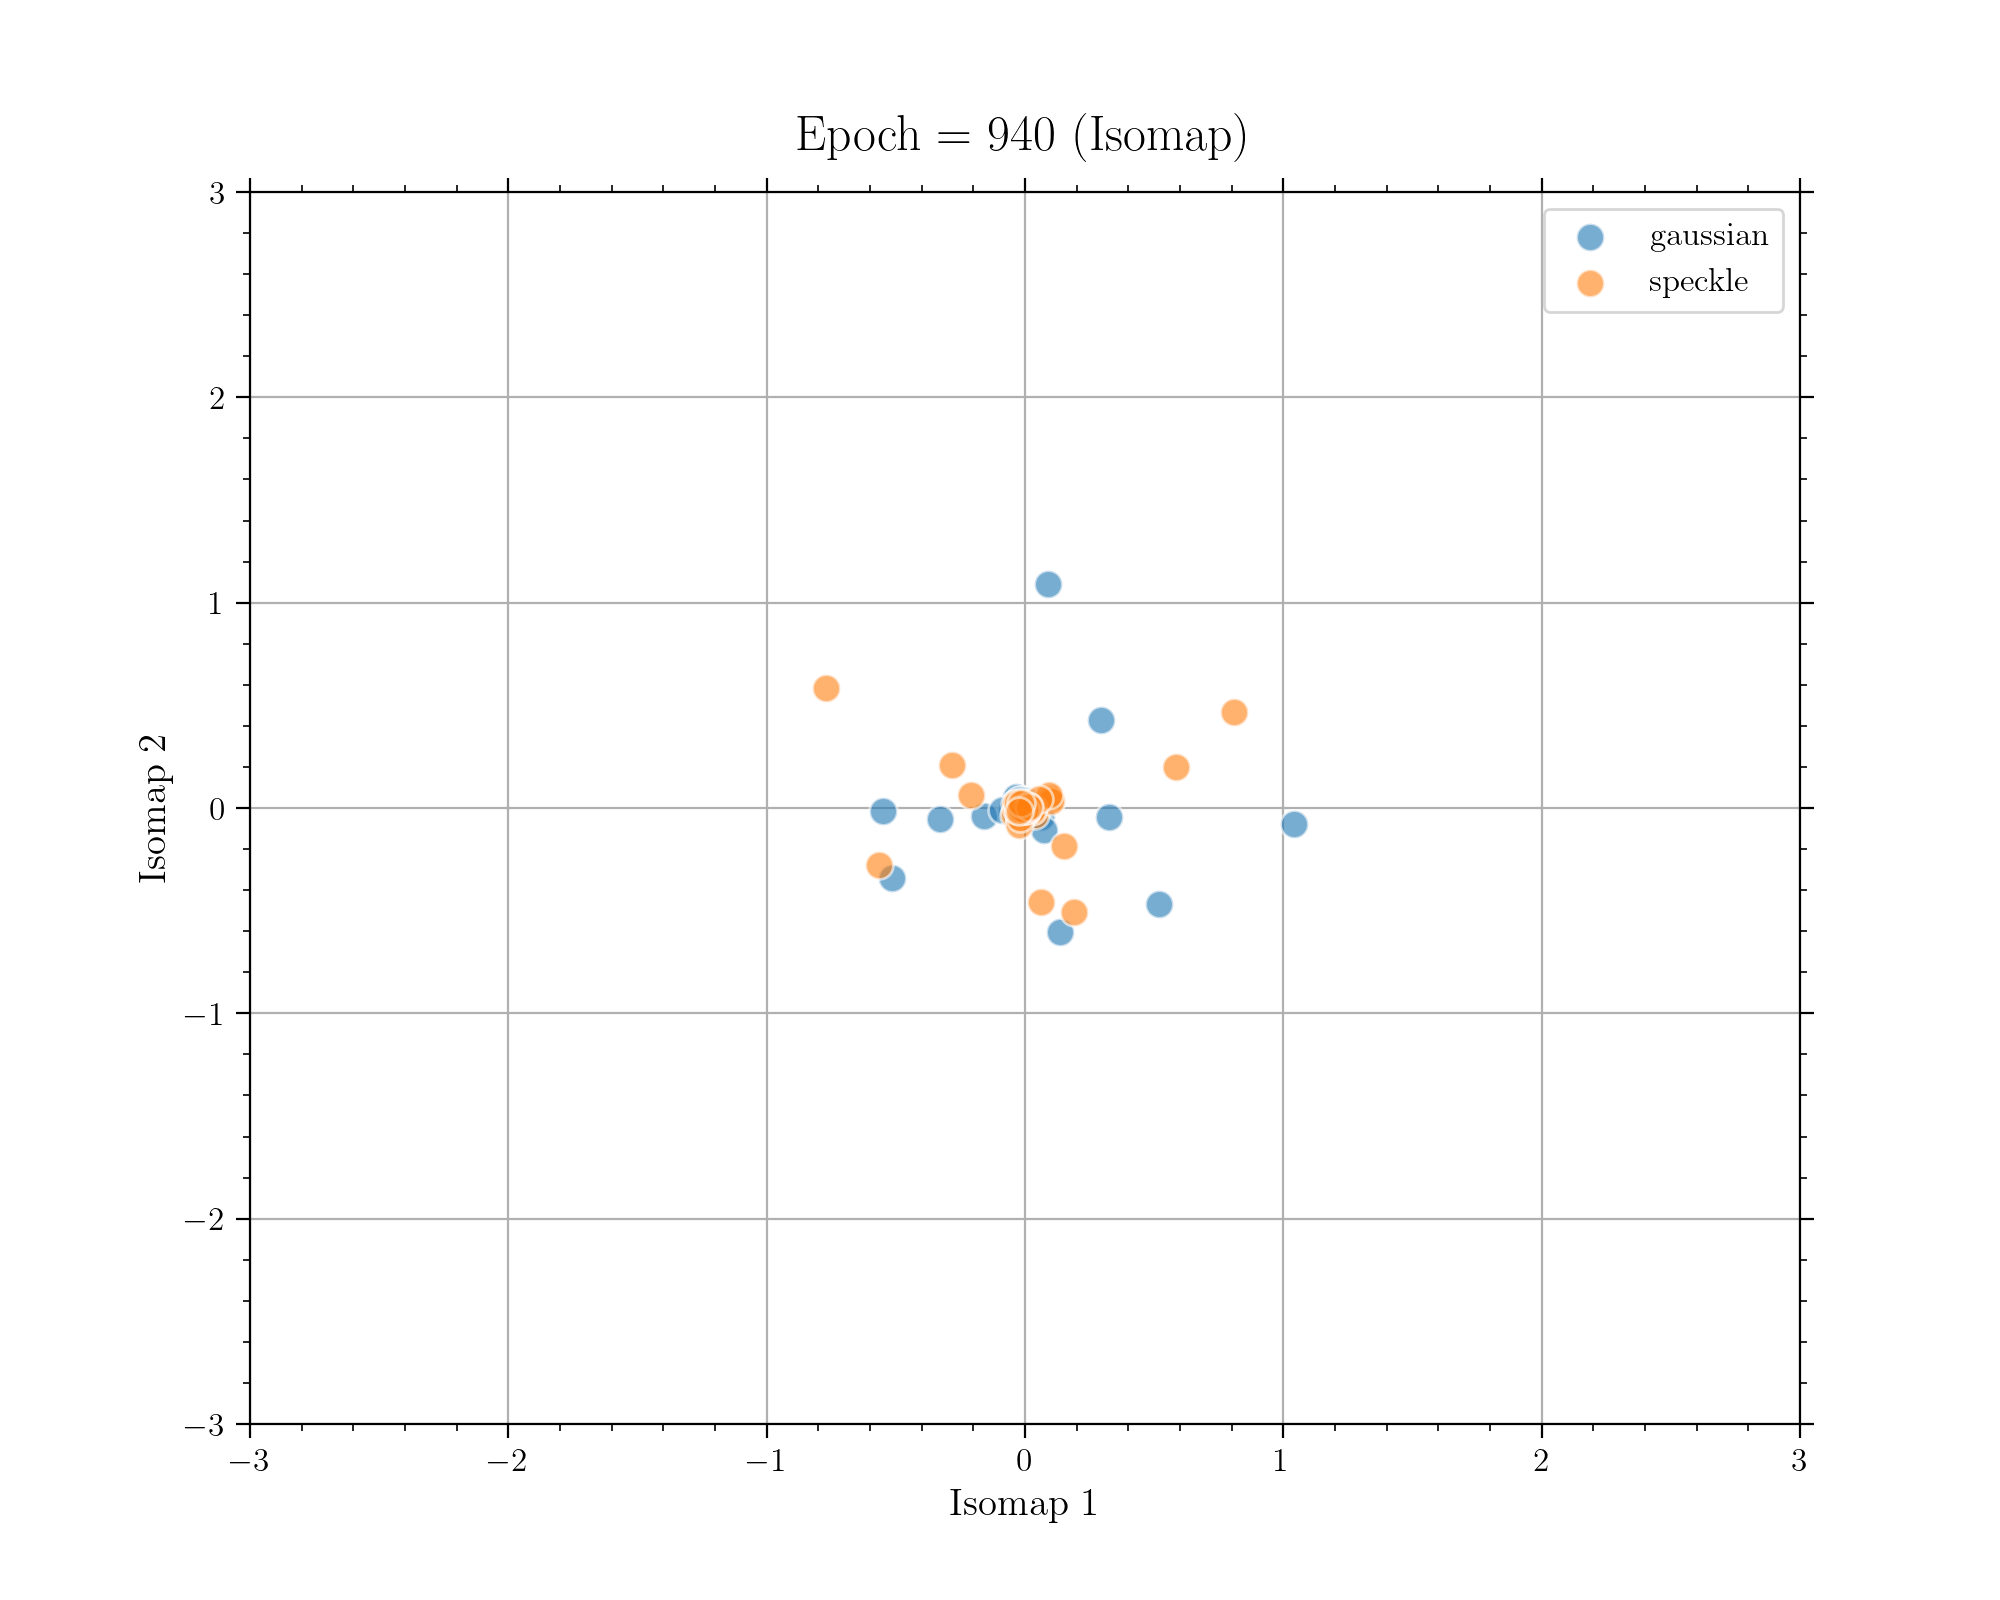 Epoch = 940 (Isomap)
gaussian
speckle
3
2
1
0
−1
−2
−3
Isomap 2
−3
−2
−1
0
1
2
3
Isomap 1